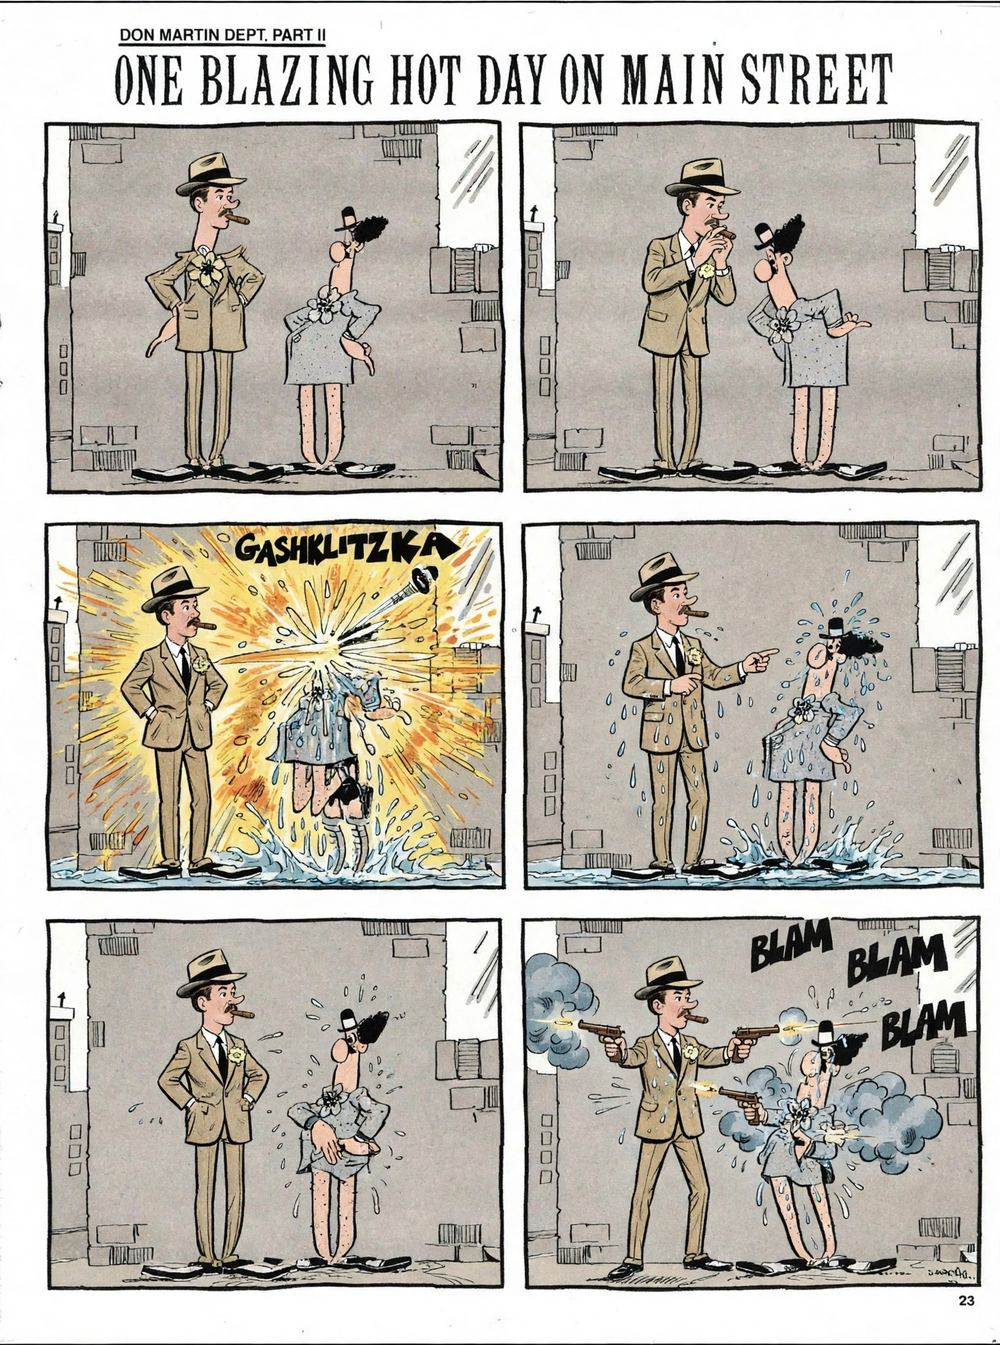 DON MARTIN DEPT. PART II
ONE BLAZING HOT DAY ON MAIN STREET
GASHKLITZKA
BLAM
BLAM
BLAM
23